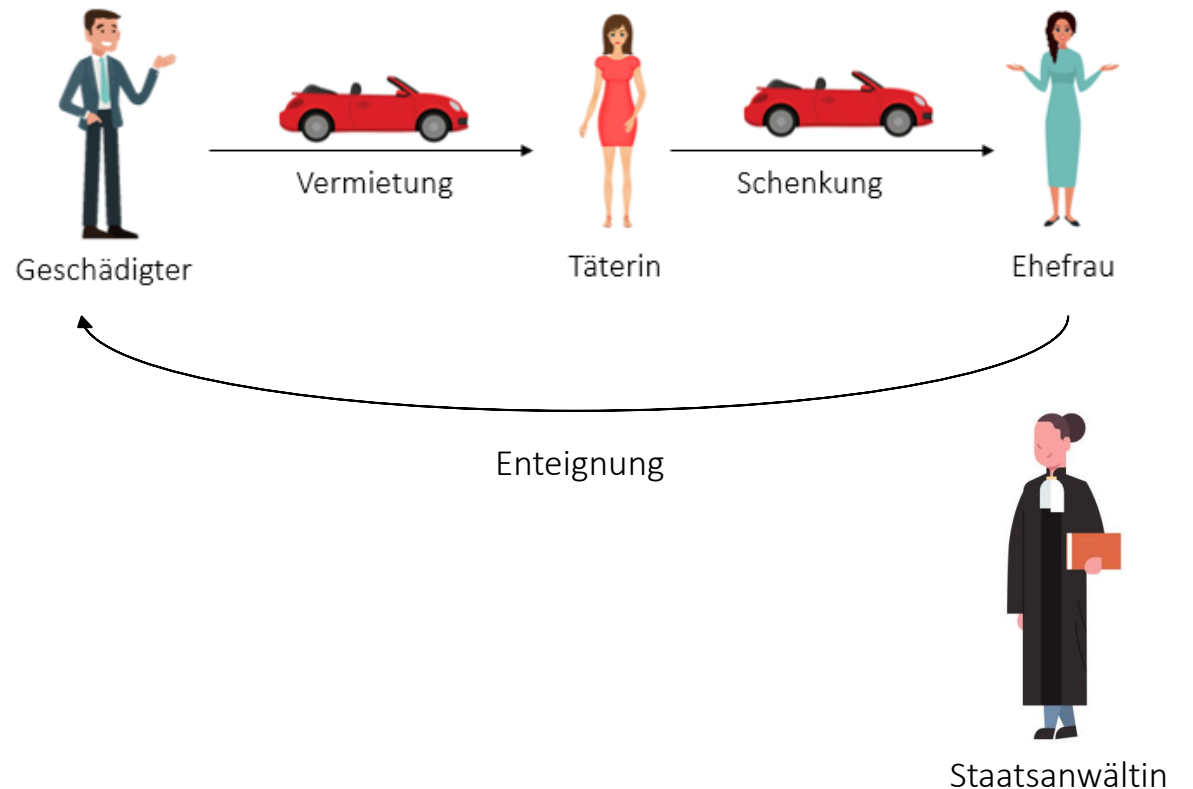 Vermietung
Schenkung
Geschädigter
Täterin
Ehefrau
Enteignung
Staatsanwältin